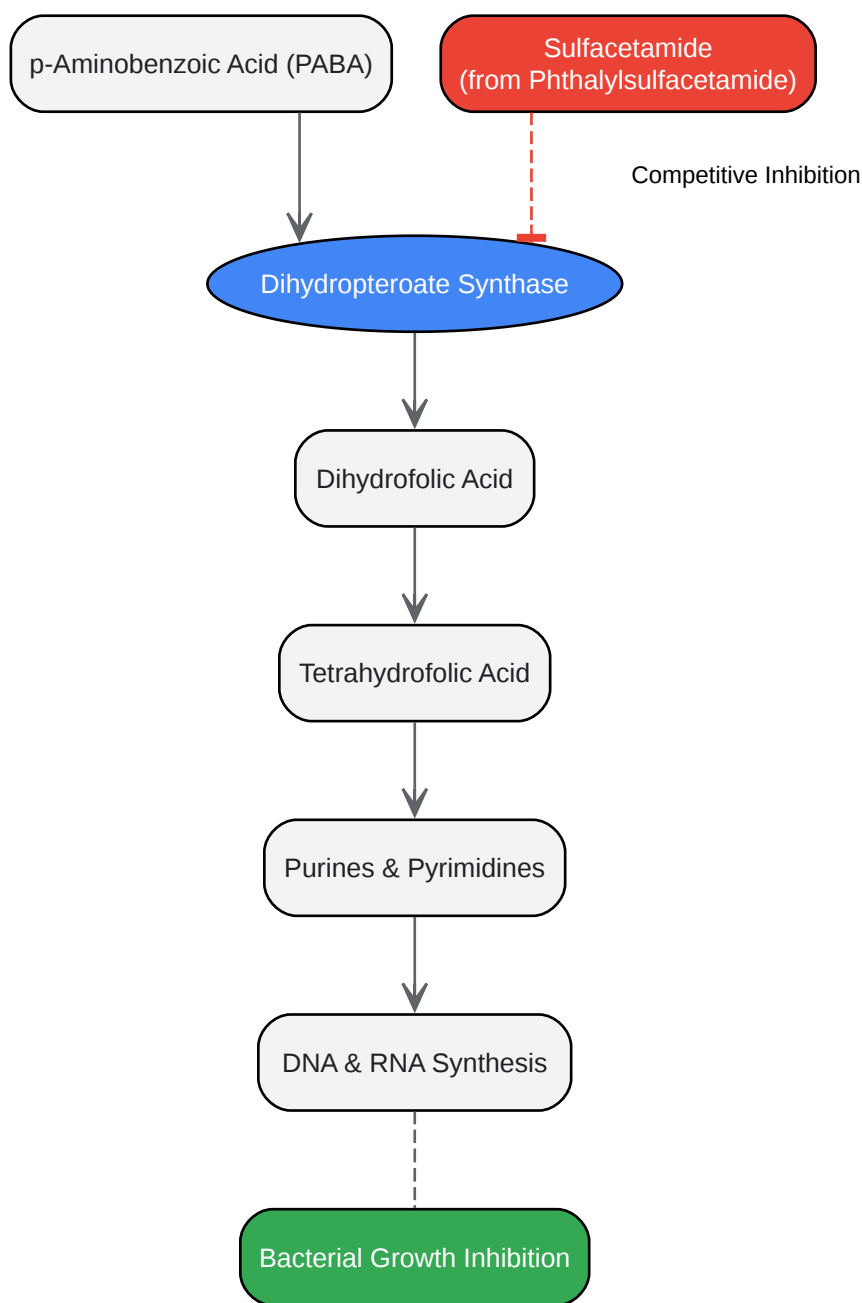 p-Aminobenzoic Acid (PABA)
Sulfacetamide
(from Phthalylsulfacetamide)
Competitive Inhibition
Dihydropteroate Synthase
Dihydrofolic Acid
Tetrahydrofolic Acid
Purines & Pyrimidines
DNA & RNA Synthesis
Bacterial Growth Inhibition